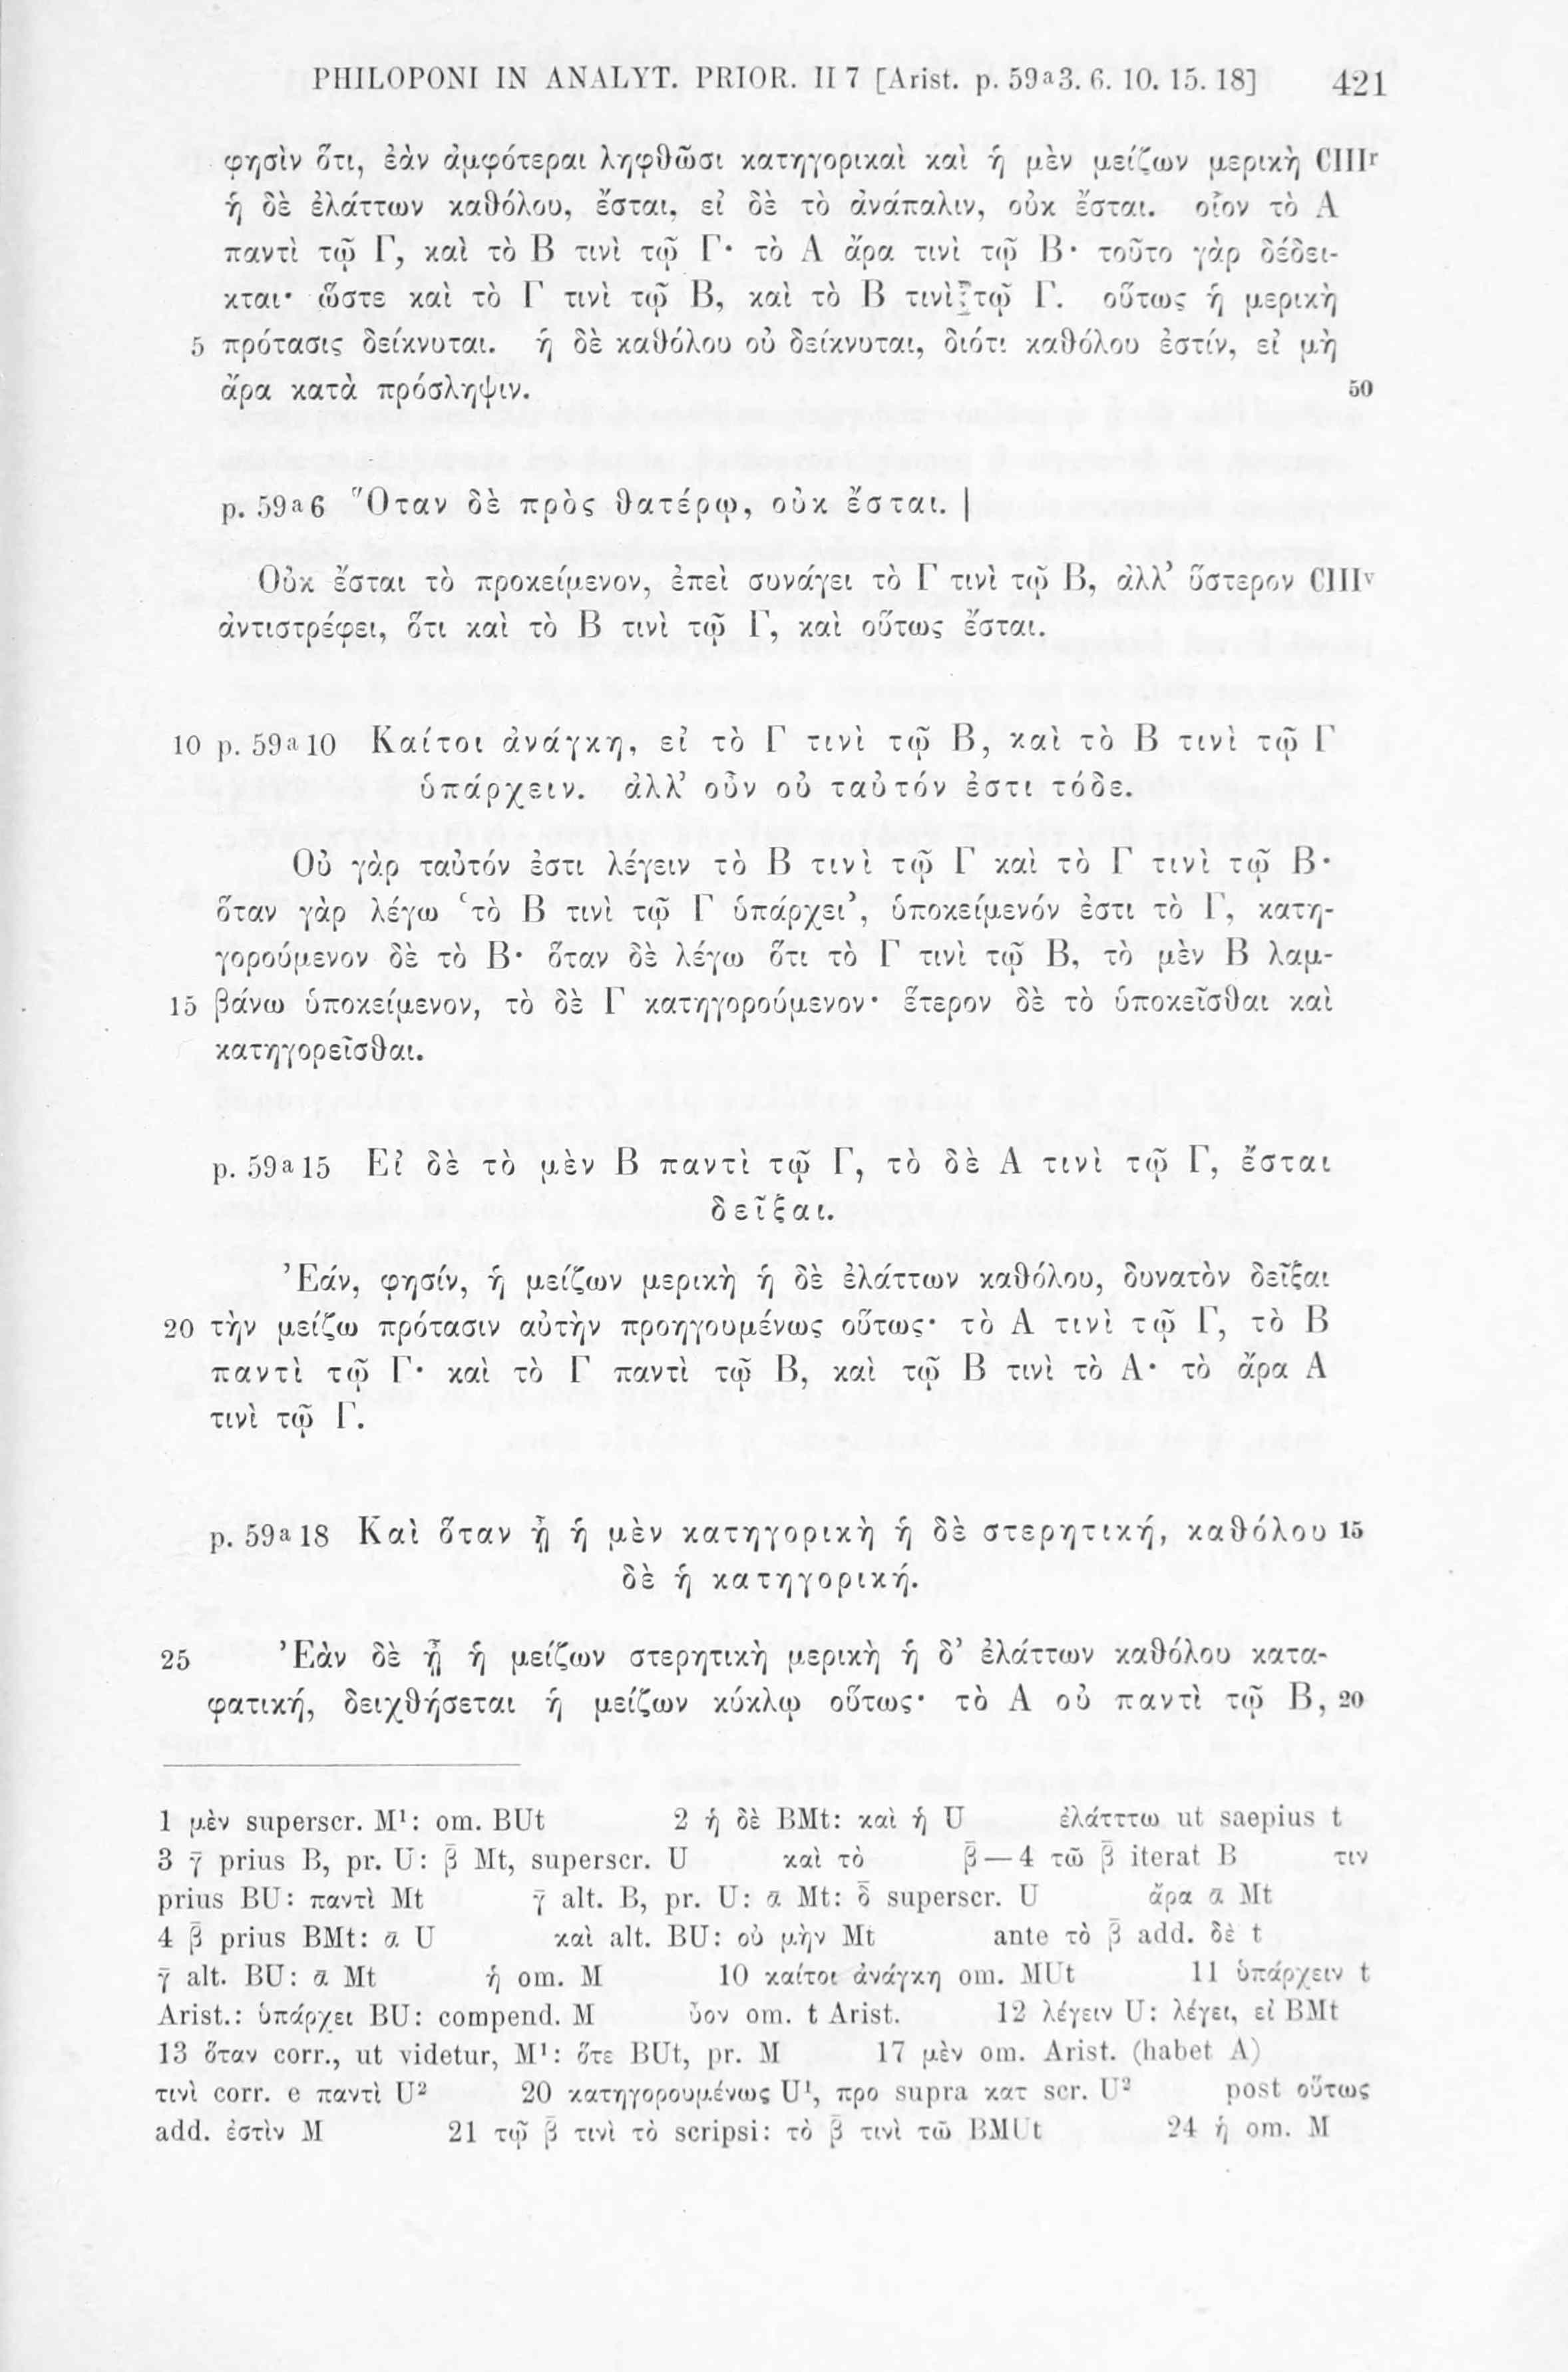 PHILOPONI IN ANALYT. PRIOR. II 7 [Arist. p. 59ª3. 6. 10. 15. 18] 421
φησὶν ὅτι, ἐὰν ἀμφότεραι ληφθῶσι κατηγορικαὶ καὶ ἡ μὲν μείζων μερικὴ CIIIʳ
ἡ δὲ ἐλάττων καθόλου, ἔσται, εἰ δὲ τὸ ἀνάπαλιν, οὐκ ἔσται. οἷον τὸ Α
παντὶ τῷ Γ, καὶ τὸ Β τινὶ τῷ Γ· τὸ Α ἄρα τινὶ τῷ Β· τοῦτο γὰρ δέδει-
κται· ὥστε καὶ τὸ Γ τινὶ τῷ Β, καὶ τὸ Β τινὶ τῷ Γ. οὕτως ἡ μερικὴ
5 πρότασις δείκνυται. ἡ δὲ καθόλου οὐ δείκνυται, διότι καθόλου ἐστίν, εἰ μὴ
ἄρα κατὰ πρόσληψιν. 50
p. 59ª6 Ὅταν δὲ πρὸς θατέρῳ, οὐκ ἔσται. |
Οὐκ ἔσται τὸ προκείμενον, ἐπεὶ συνάγει τὸ Γ τινὶ τῷ Β, ἀλλ’ ὕστερον CIIIᵛ
ἀντιστρέφει, ὅτι καὶ τὸ Β τινὶ τῷ Γ, καὶ οὕτως ἔσται.
10 p. 59ª10 Καίτοι ἀνάγκη, εἰ τὸ Γ τινὶ τῷ Β, καὶ τὸ Β τινὶ τῷ Γ
ὑπάρχειν. ἀλλ’ οὖν οὐ ταὐτόν ἐστι τόδε.
Οὐ γὰρ ταὐτόν ἐστι λέγειν τὸ Β τινὶ τῷ Γ καὶ τὸ Γ τινὶ τῷ Β·
ὅταν γὰρ λέγω ‘τὸ Β τινὶ τῷ Γ ὑπάρχει’, ὑποκείμενόν ἐστι τὸ Γ, κατη-
γορούμενον δὲ τὸ Β· ὅταν δὲ λέγω ὅτι τὸ Γ τινὶ τῷ Β, τὸ μὲν Β λαμ-
15 βάνω ὑποκείμενον, τὸ δὲ Γ κατηγορούμενον· ἕτερον δὲ τὸ ὑποκεῖσθαι καὶ
κατηγορεῖσθαι.
p. 59ª15 Εἰ δὲ τὸ μὲν Β παντὶ τῷ Γ, τὸ δὲ Α τινὶ τῷ Γ, ἔσται
δεῖξαι.
Ἐάν, φησίν, ἡ μείζων μερικὴ ἡ δὲ ἐλάττων καθόλου, δυνατὸν δεῖξαι
20 τὴν μείζω πρότασιν αὐτὴν προηγουμένως οὕτως· τὸ Α τινὶ τῷ Γ, τὸ Β
παντὶ τῷ Γ· καὶ τὸ Γ παντὶ τῷ Β, καὶ τῷ Β τινὶ τὸ Α· τὸ ἄρα Α
τινὶ τῷ Γ.
p. 59ª18 Καὶ ὅταν ᾖ ἡ μὲν κατηγορικὴ ἡ δὲ στερητική, καθόλου 15
δὲ ἡ κατηγορική.
25 Ἐὰν δὲ ᾖ ἡ μείζων στερητικὴ μερικὴ ἡ δ’ ἐλάττων καθόλου κατα-
φατική, δειχθήσεται ἡ μείζων κύκλῳ οὕτως· τὸ Α οὐ παντὶ τῷ Β, 20
1 μὲν superscr. M¹: om. BUt 2 ἡ δὲ BMt: καὶ ἡ U ἐλάτττω ut saepius t
3 γ̄ prius B, pr. U: β̄ Mt, superscr. U καὶ τὸ β̄ — 4 τῶ β̄ iterat B τιν
prius BU: παντὶ Mt γ̄ alt. B, pr. U: ᾱ Mt: δ̄ superscr. U ἄρα ᾱ Mt
4 β̄ prius BMt: ᾱ U καὶ alt. BU: οὐ μὴν Mt ante τὸ β̄ add. δὲ t
γ̄ alt. BU: ᾱ Mt ἡ om. M 10 καίτοι ἀνάγκη om. MUt 11 ὑπάρχειν t
Arist.: ὑπάρχει BU: compend. M ὖον om. t Arist. 12 λέγειν U: λέγει, εἰ BMt
13 ὅταν corr., ut videtur, M¹: ὅτε BUt, pr. M 17 μὲν om. Arist. (habet A)
τινὶ corr. e παντὶ U² 20 κατηγορουμένως U¹, προ supra κατ scr. U² post οὕτως
add. ἐστὶν M 21 τῷ β̄ τινὶ τὸ scripsi: τὸ β̄ τινὶ τῶ BMUt 24 ἡ om. M